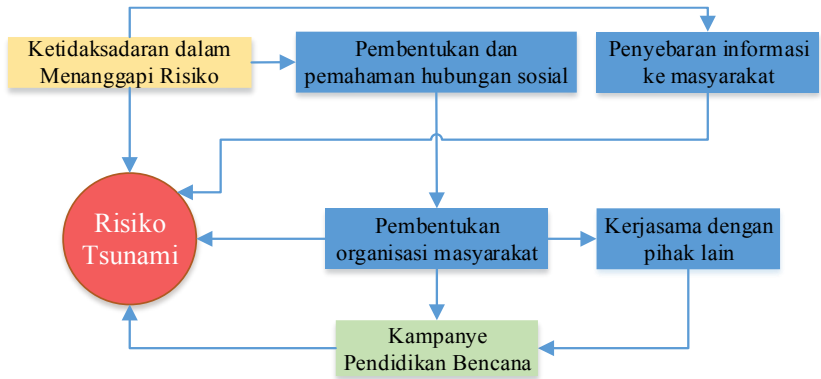 Ketidaksadaran dalam
Menanggapi Risiko
Pembentukan dan
pemahaman hubungan sosial
Penyebaran informasi
ke masyarakat
Risiko
Tsunami
Pembentukan
organisasi masyarakat
Kerjasama dengan
pihak lain
Kampanye
Pendidikan Bencana